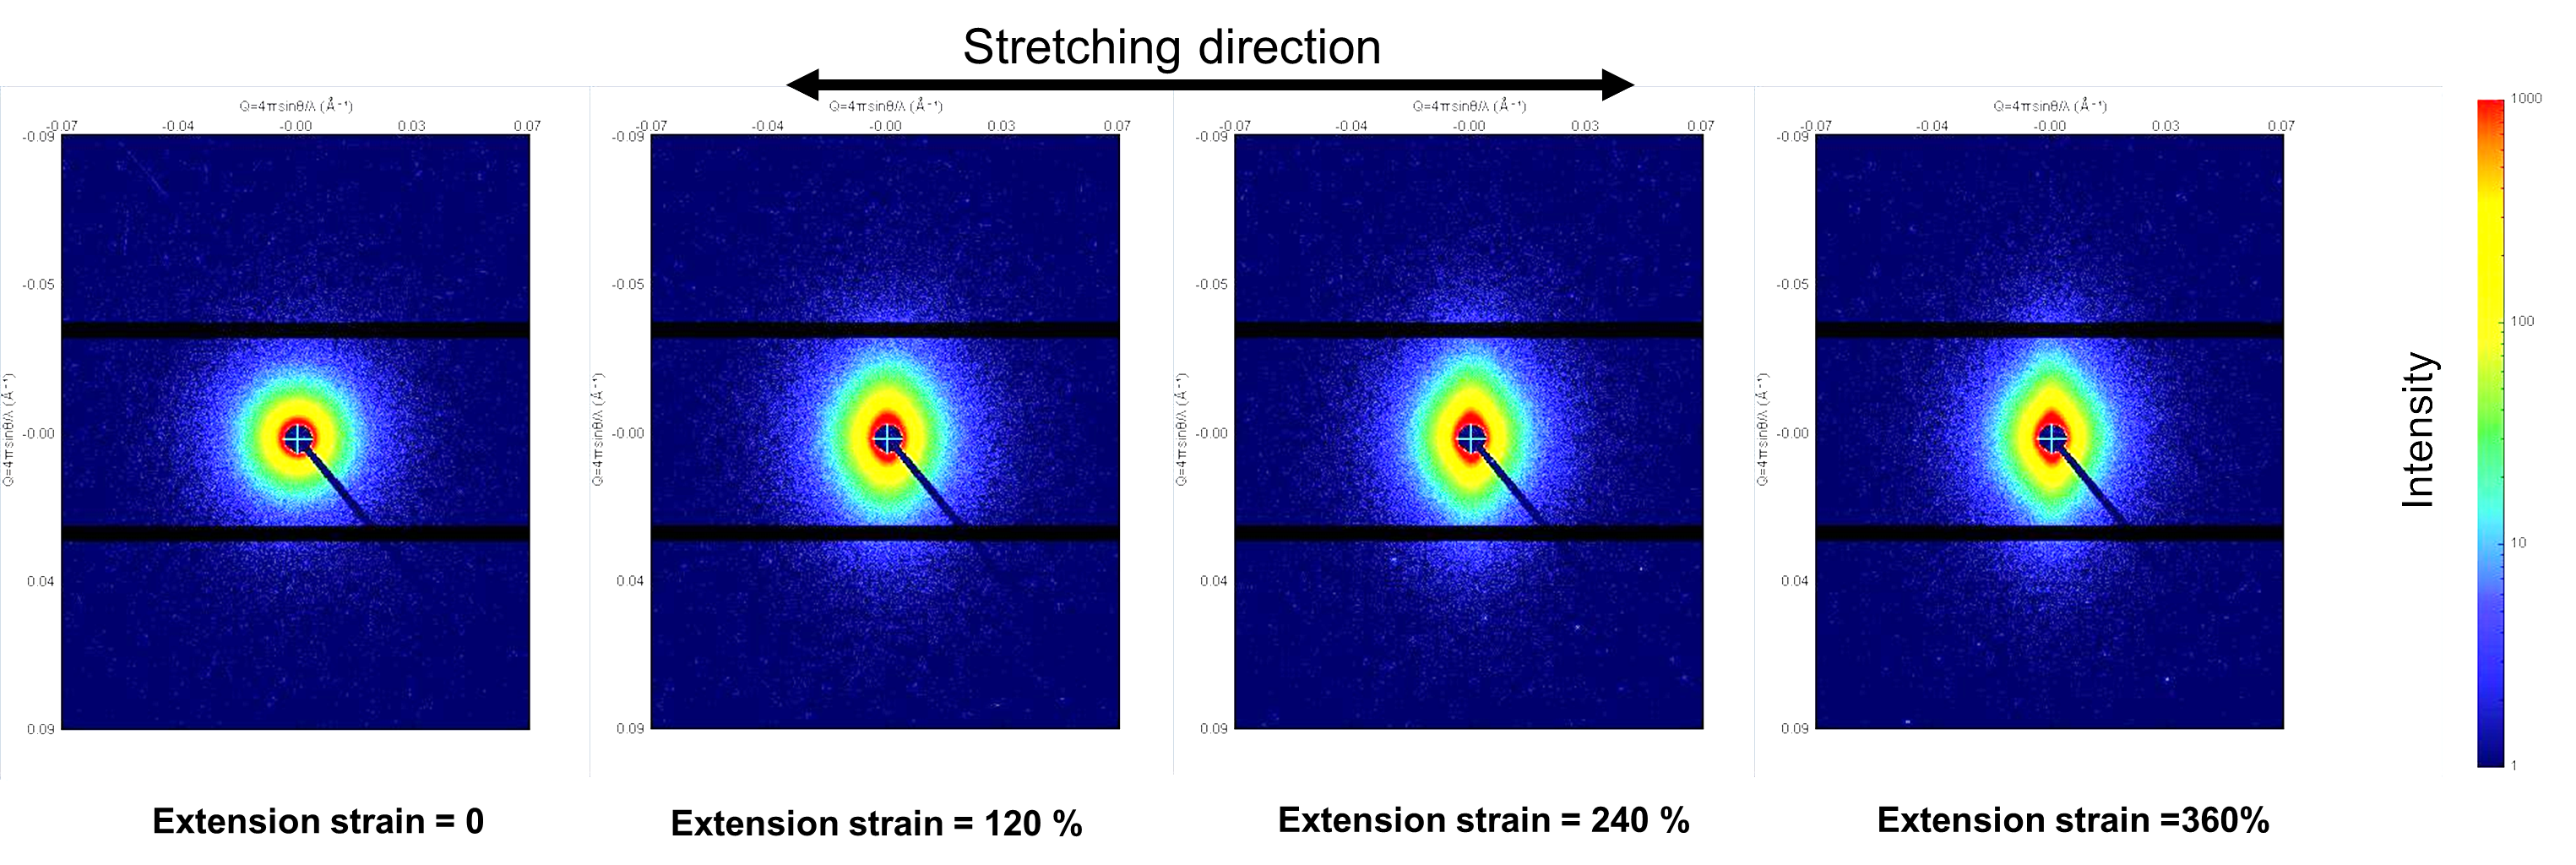 Stretching direction
Q=4πsinθ/λ (Å⁻¹)
Q=4πsinθ/λ (Å⁻¹)
Q=4πsinθ/λ (Å⁻¹)
Q=4πsinθ/λ (Å⁻¹)
-0.07 -0.04 -0.00 0.03 0.07
-0.07 -0.04 -0.00 0.03 0.07
-0.07 -0.04 -0.00 0.03 0.07
-0.07 -0.04 -0.00 0.03 0.07
-0.09
-0.05
-0.00
0.04
0.09
Q=4πsinθ/λ (Å⁻¹)
-0.09
-0.05
-0.00
0.04
0.09
Q=4πsinθ/λ (Å⁻¹)
-0.09
-0.05
-0.00
0.04
0.09
Q=4πsinθ/λ (Å⁻¹)
-0.09
-0.05
-0.00
0.04
0.09
Q=4πsinθ/λ (Å⁻¹)
Intensity
1000
100
10
1
Extension strain = 0
Extension strain = 120 %
Extension strain = 240 %
Extension strain =360%